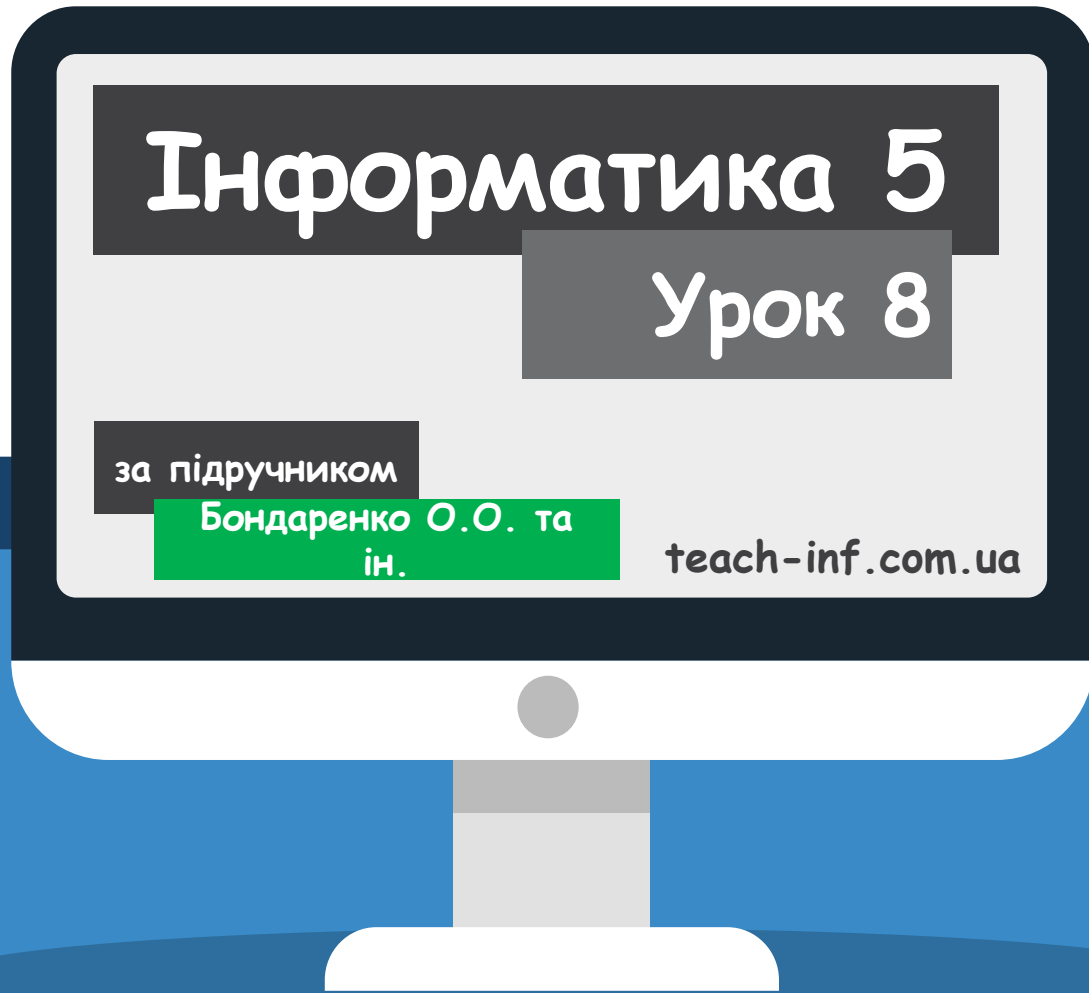 Інформатика 5
Урок 8
за підручником
Бондаренко О.О. та
ін.
teach-inf.com.ua